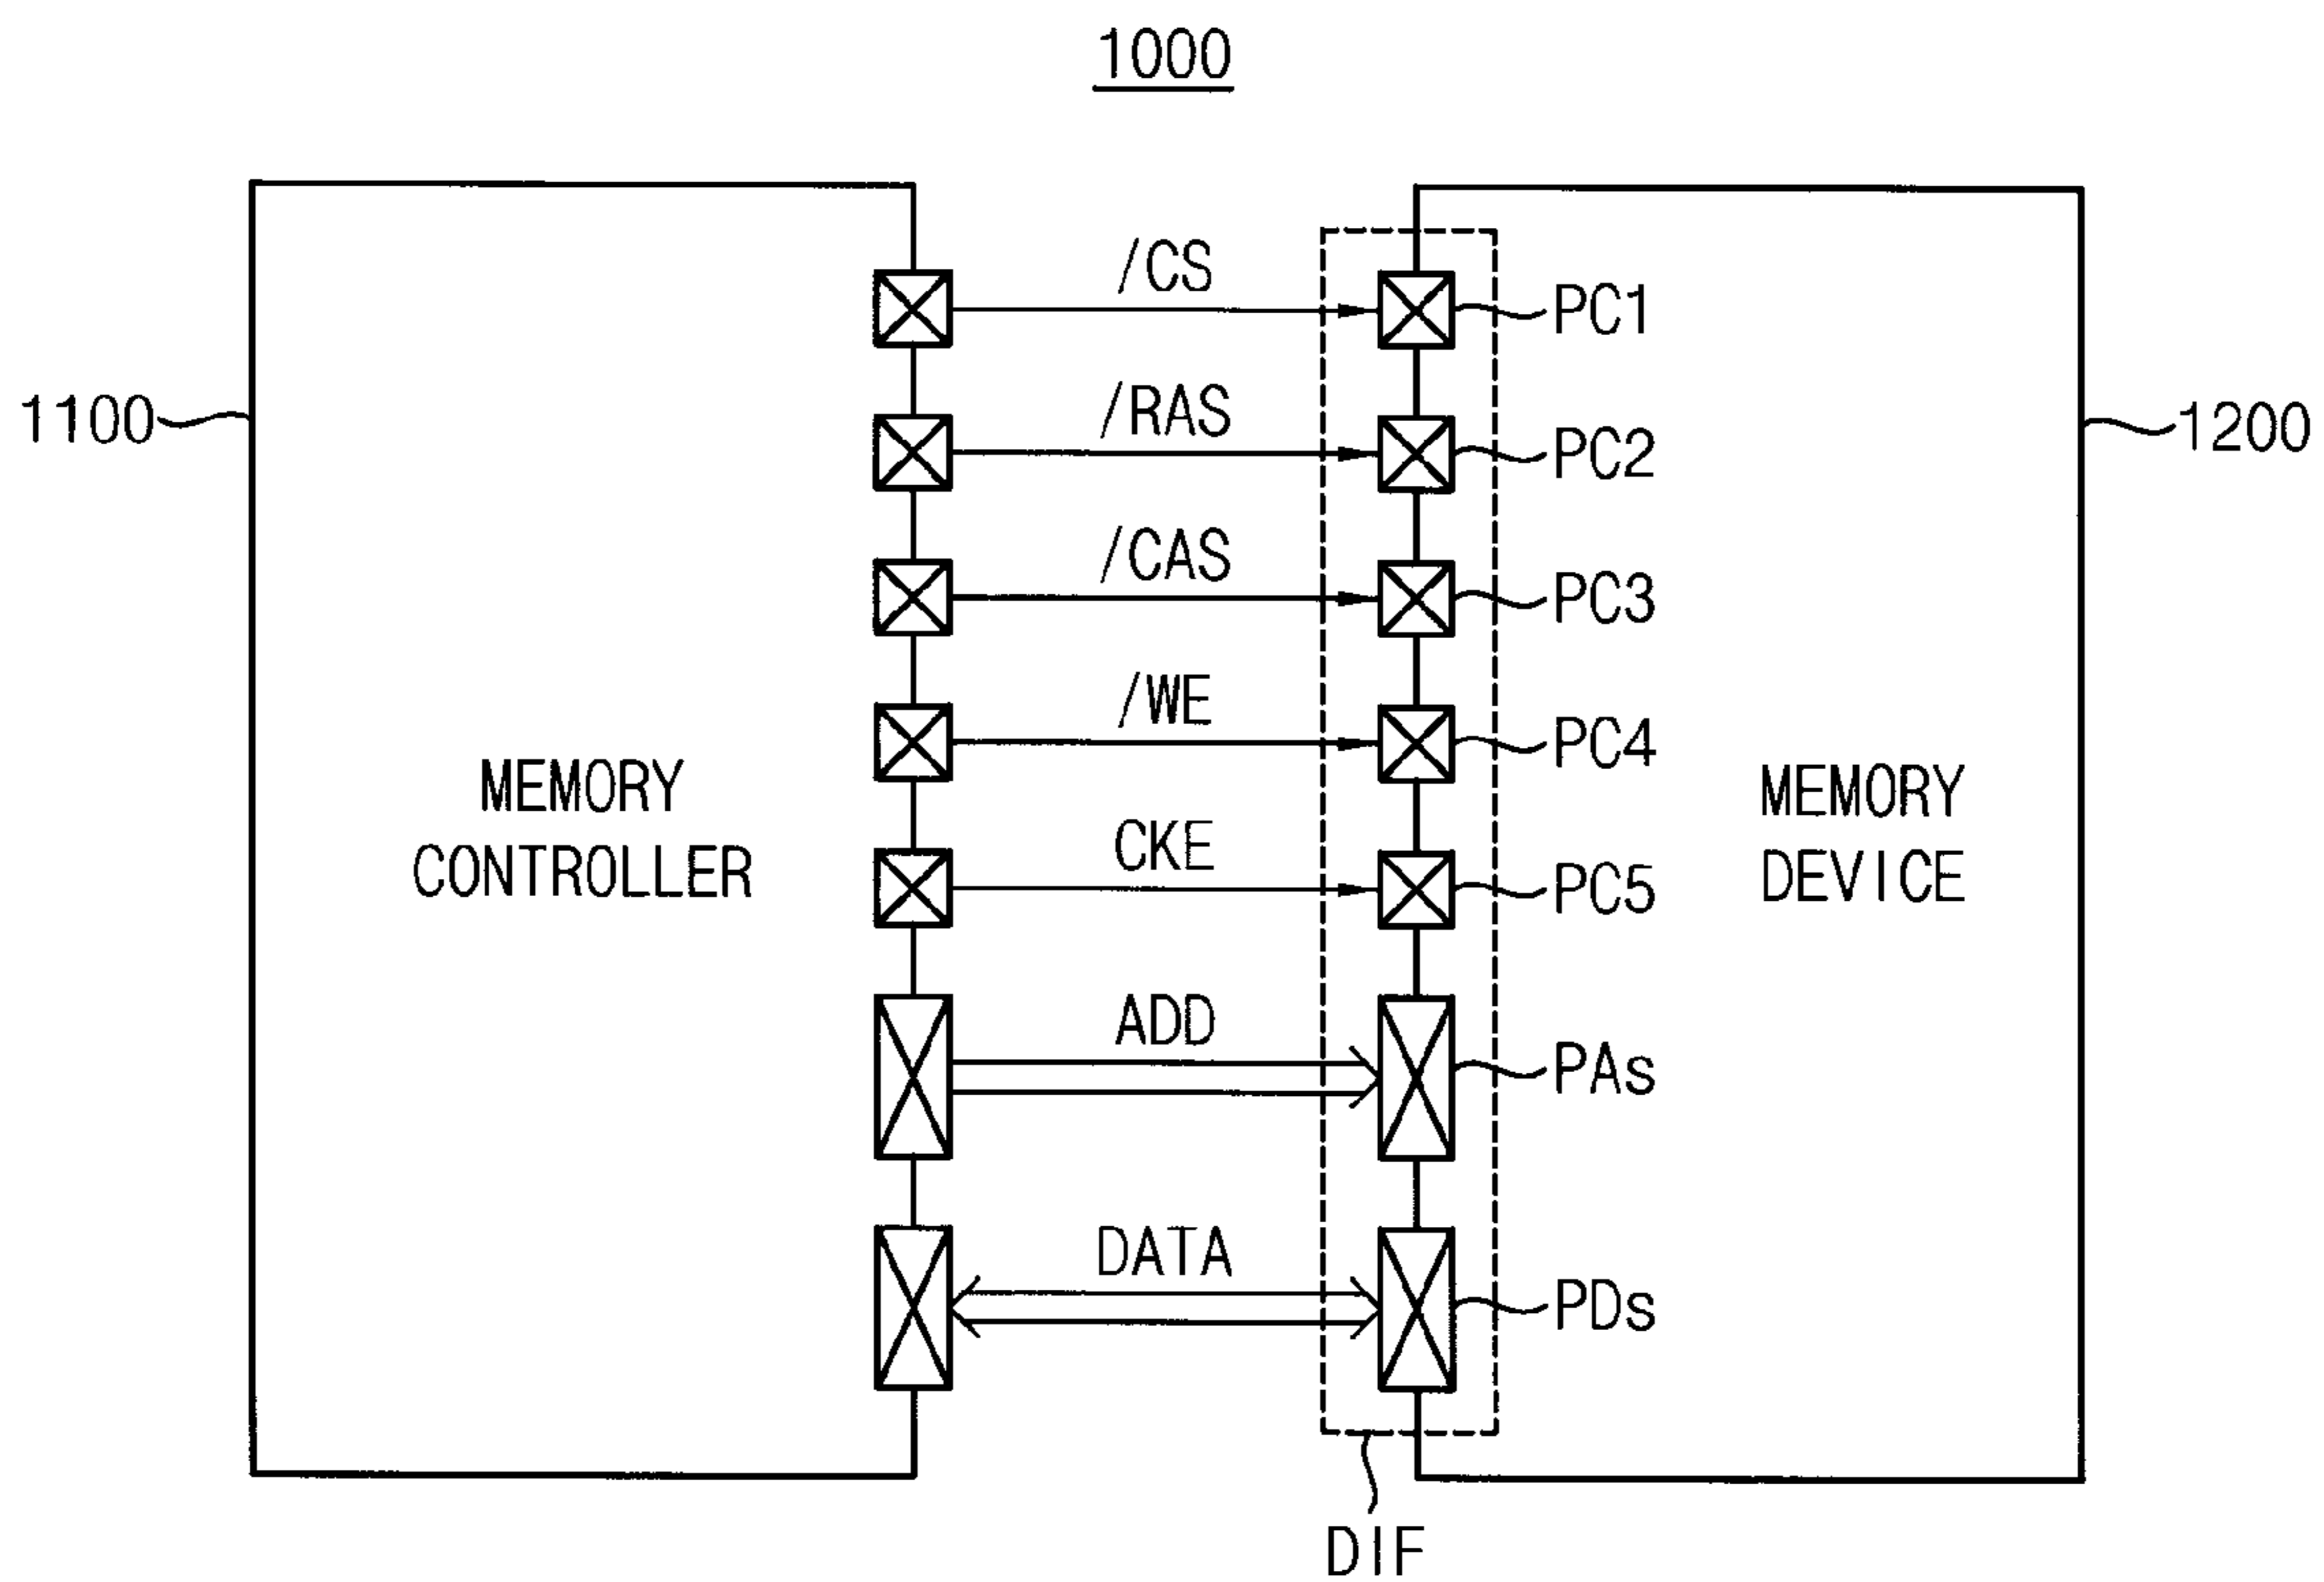 1000
/CS
PC1
/RAS
1100
PC2
1200
/CAS
PC3
/WE
PC4
MEMORY
CONTROLLER
MEMORY
DEVICE
CKE
PC5
ADD
PAs
DATA
PDs
DIF